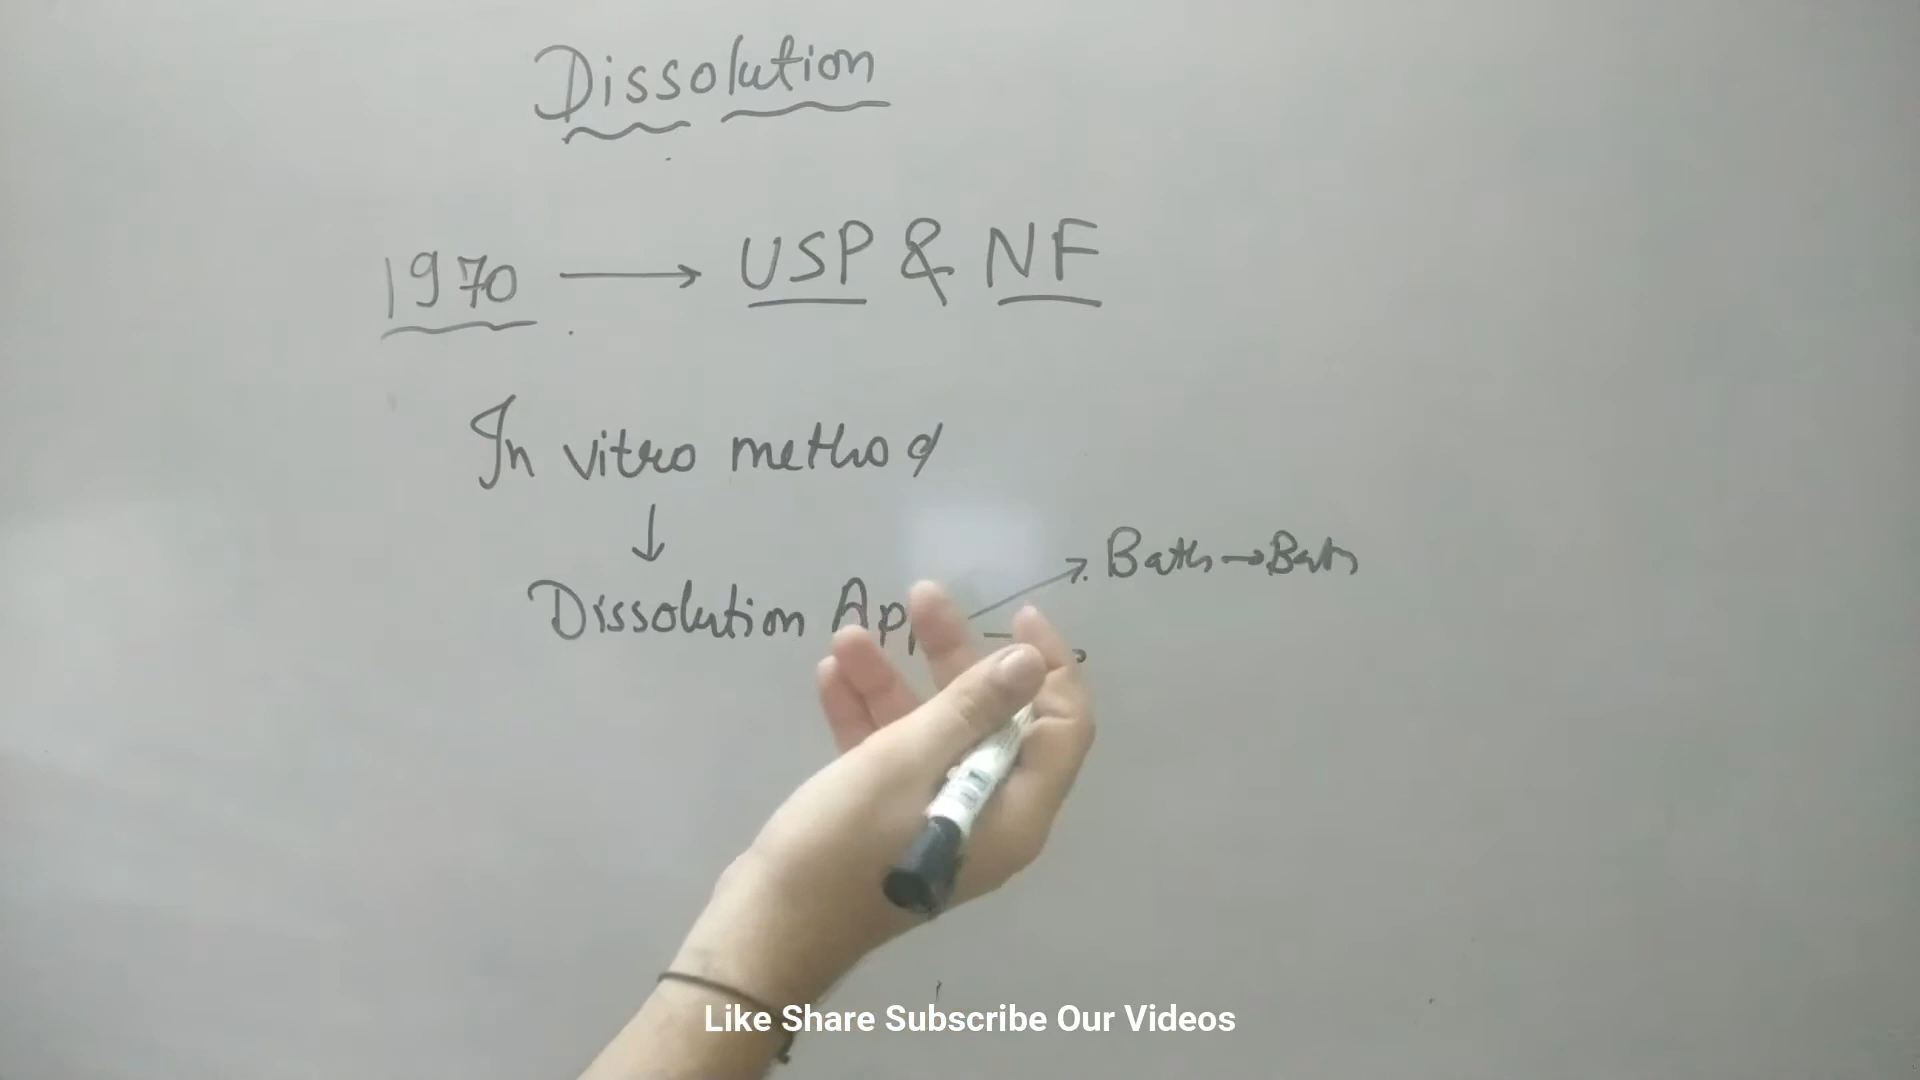 Dissolution
1970 → USP & NF
In vitro method
↓
Dissolution App
Bath → Bath
Like Share Subscribe Our Videos